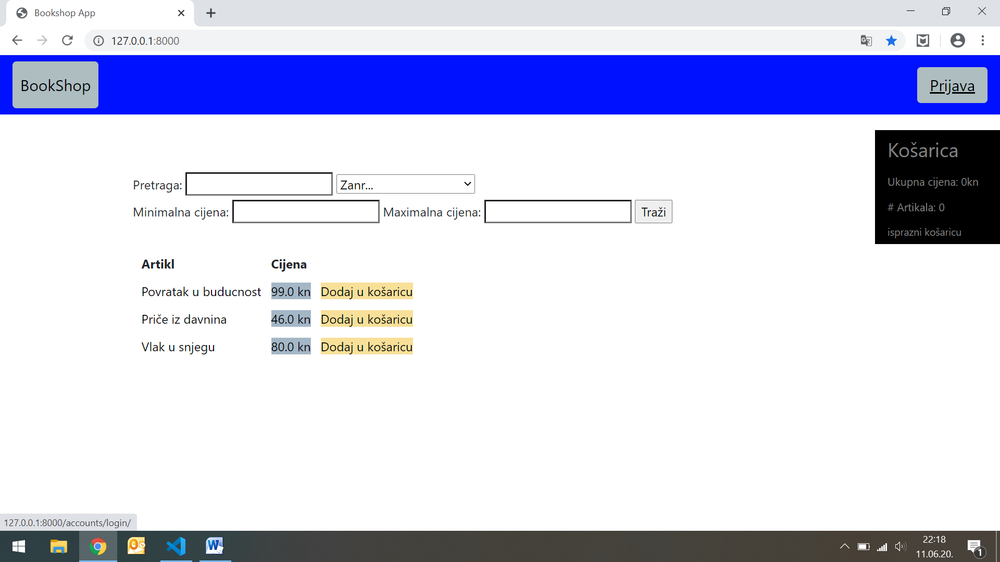 Bookshop App
127.0.0.1:8000
BookShop
Prijava
Košarica
Ukupna cijena: 0kn
# Artikala: 0
isprazni košaricu
Pretraga: Zanr...
Minimalna cijena: Maximalna cijena: Traži
Artikl Cijena
Povratak u buducnost 99.0 kn Dodaj u košaricu
Priče iz davnina 46.0 kn Dodaj u košaricu
Vlak u snjegu 80.0 kn Dodaj u košaricu
127.0.0.1:8000/accounts/login/
22:18
11.06.20.
1